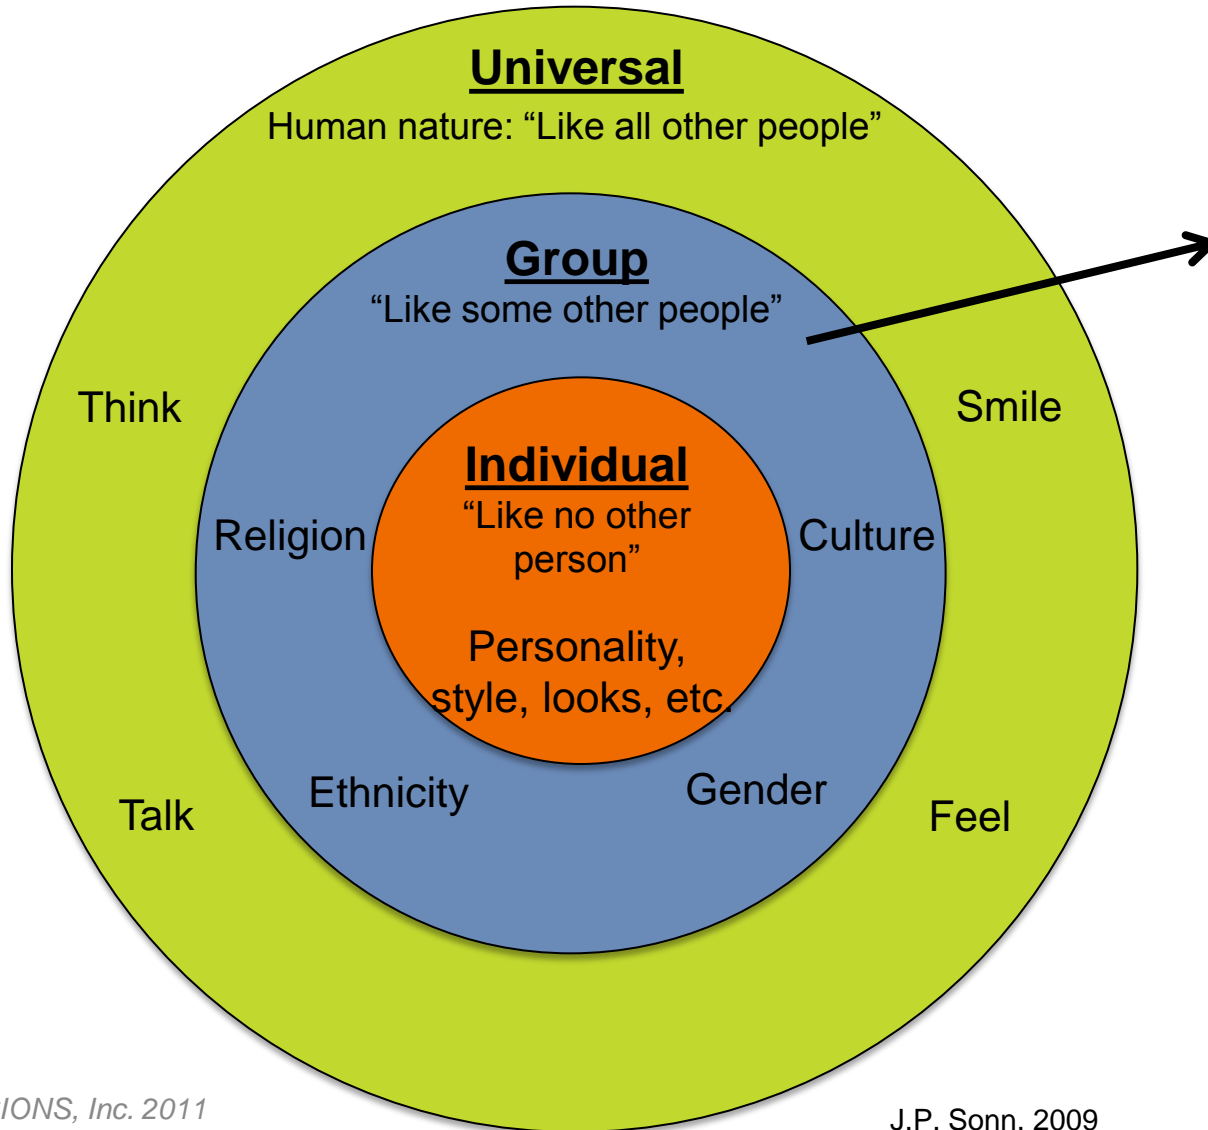 Universal
Human nature: “Like all other people”
Group
“Like some other people”
Think
Smile
Individual
“Like no other
person”
Religion
Culture
Personality,
style, looks, etc.
Ethnicity
Gender
Talk
Feel
IONS, Inc. 2011
J.P. Sonn, 2009